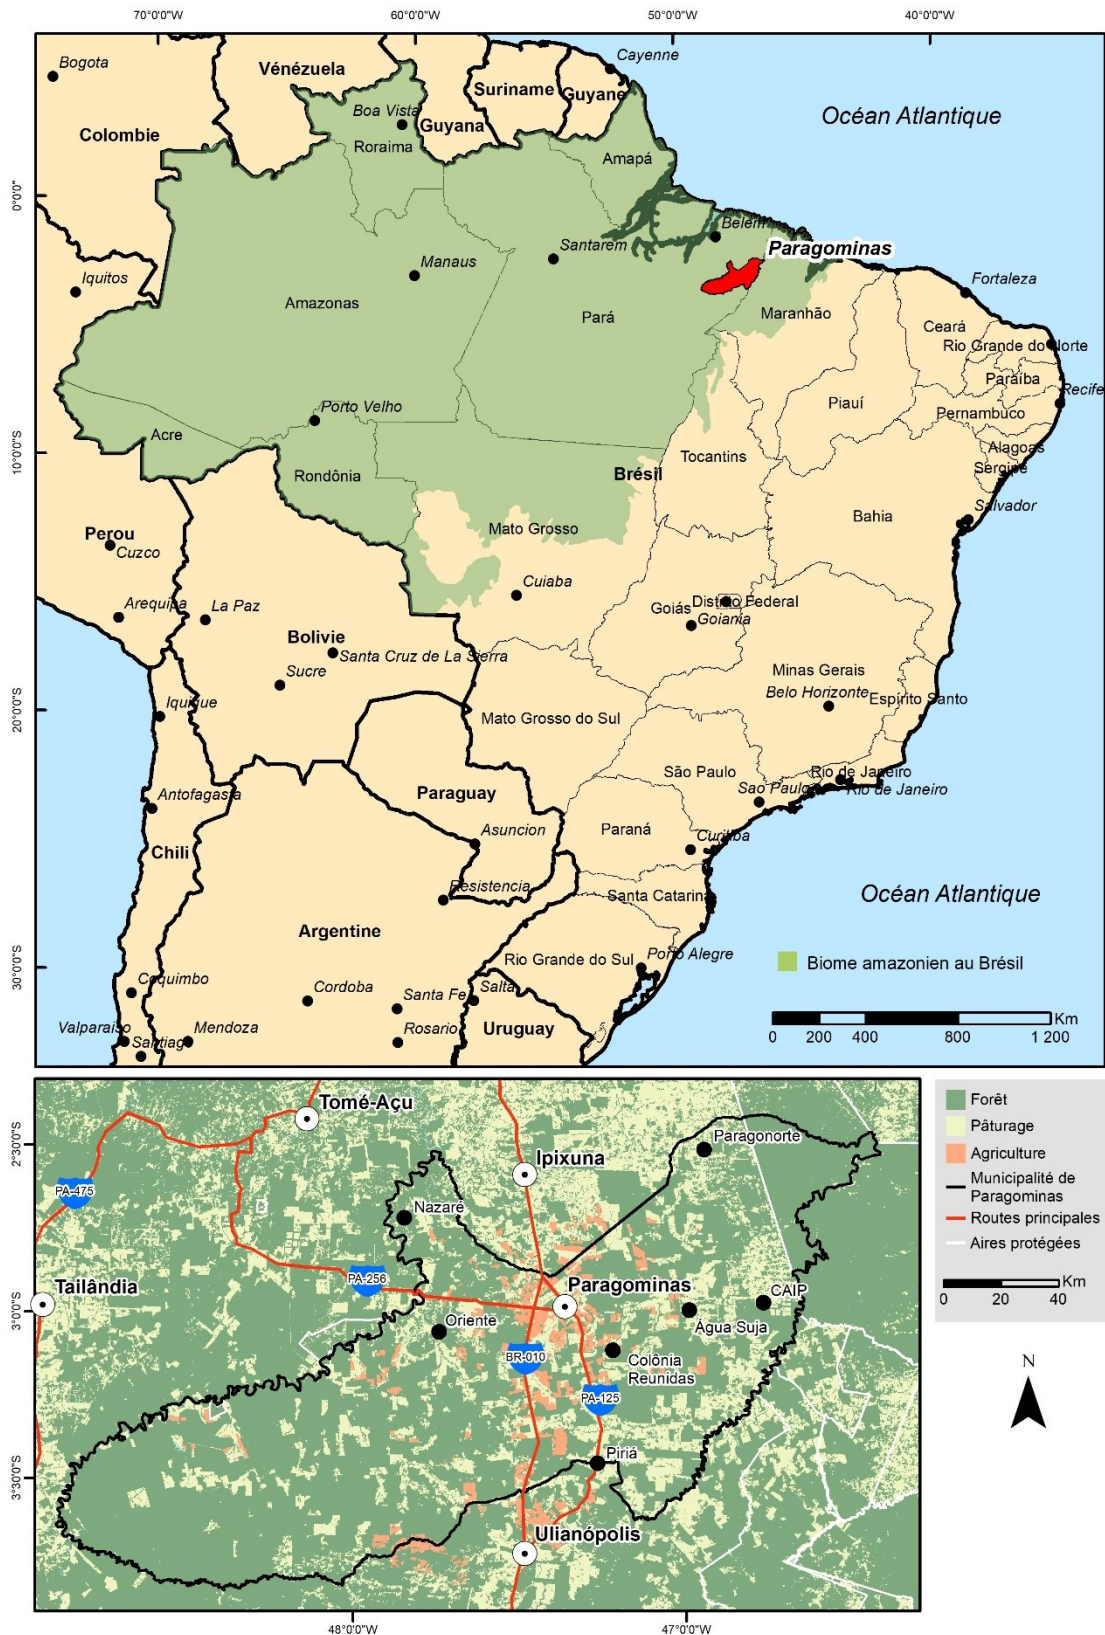 70°0'0"W
60°0'0"W
50°0'0"W
40°0'0"W
Bogota
Vénézuela
Cayenne
Suriname
Guyane
Boa Vista
Guyana
Océan Atlantique
Colombie
Roraima
Amapá
0°0'0"
Belém
Santarem
Paragominas
Manaus
Iquitos
Fortaleza
Amazonas
Pará
Maranhão
Ceará
Rio Grande do Norte
Paraíba
Recife
Piauí
Porto Velho
Pernambuco
Acre
Alagoas
10°0'0"S
Tocantins
Sergipe
Rondônia
Brésil
Salvador
Bahia
Mato Grosso
Perou
Cuzco
Cuiaba
Arequipa
La Paz
Goiás
Distrito Federal
Goiania
Bolivie
Santa Cruz de La Sierra
Sucre
Minas Gerais
Belo Horizonte
Espírito Santo
Iquique
20°0'0"S
Mato Grosso do Sul
São Paulo
Rio de Janeiro
Sao Paulo
Rio de Janeiro
Antofagasta
Paraguay
Paraná
Asuncion
Curitiba
Chili
Resistencia
Santa Catarina
Océan Atlantique
Argentine
Porto Alegre
Rio Grande do Sul
Biome amazonien au Brésil
30°0'0"S
Coquimbo
Cordoba
Santa Fe
Salta
Valparaiso
Santiago
Mendoza
Rosario
Uruguay
Km
0 200 400 800 1200
Tomé-Açu
Forêt
Pâturage
Agriculture
Municipalité de
Paragominas
Routes principales
Aires protégées
Km
0 20 40
2°30'0"S
Paragonorte
Ipixuna
PA-475
Nazaré
PA-256
Tailândia
Paragominas
CAIP
3°0'0"S
Oriente
Água Suja
BR-010
Colônia
Reunidas
PA-125
N
Piriá
3°30'0"S
Ulianópolis
48°0'0"W
47°0'0"W